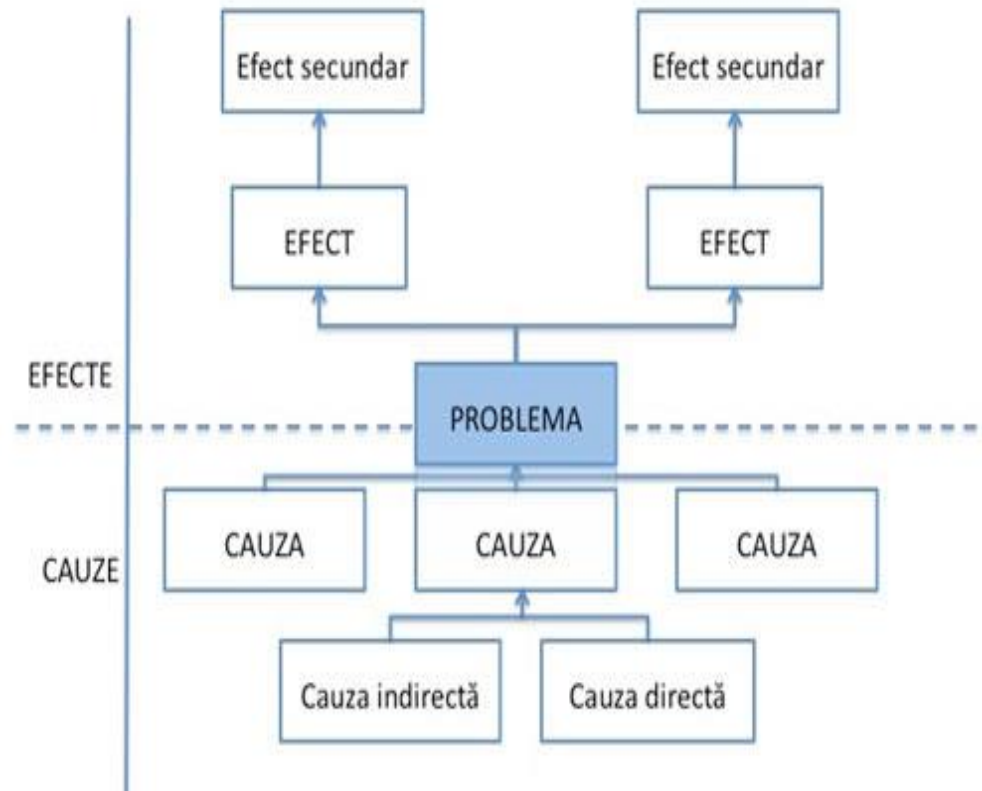 Efect secundar
Efect secundar
EFECT
EFECT
EFECTE
PROBLEMA
CAUZA
CAUZA
CAUZA
CAUZE
Cauza indirectă
Cauza directă